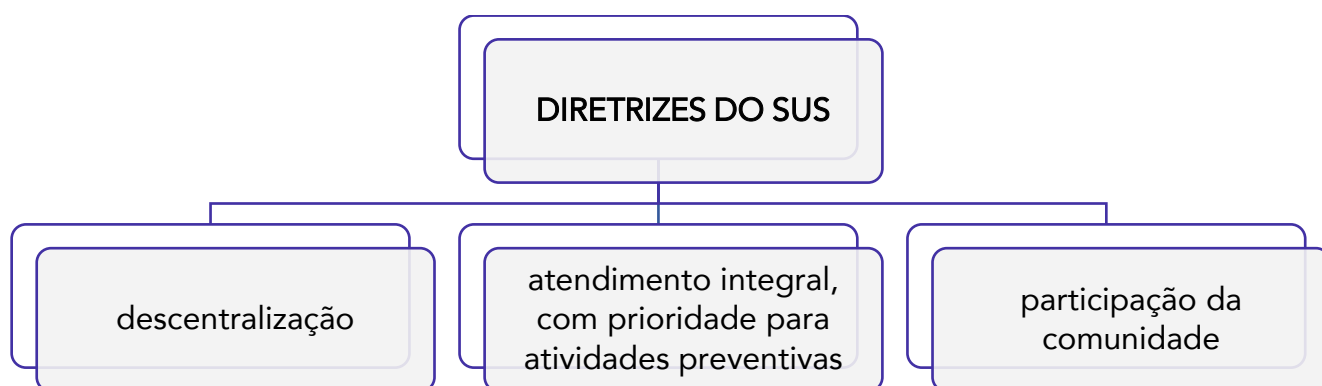 DIRETRIZES DO SUS
descentralização
atendimento integral,
com prioridade para
atividades preventivas
participação da
comunidade